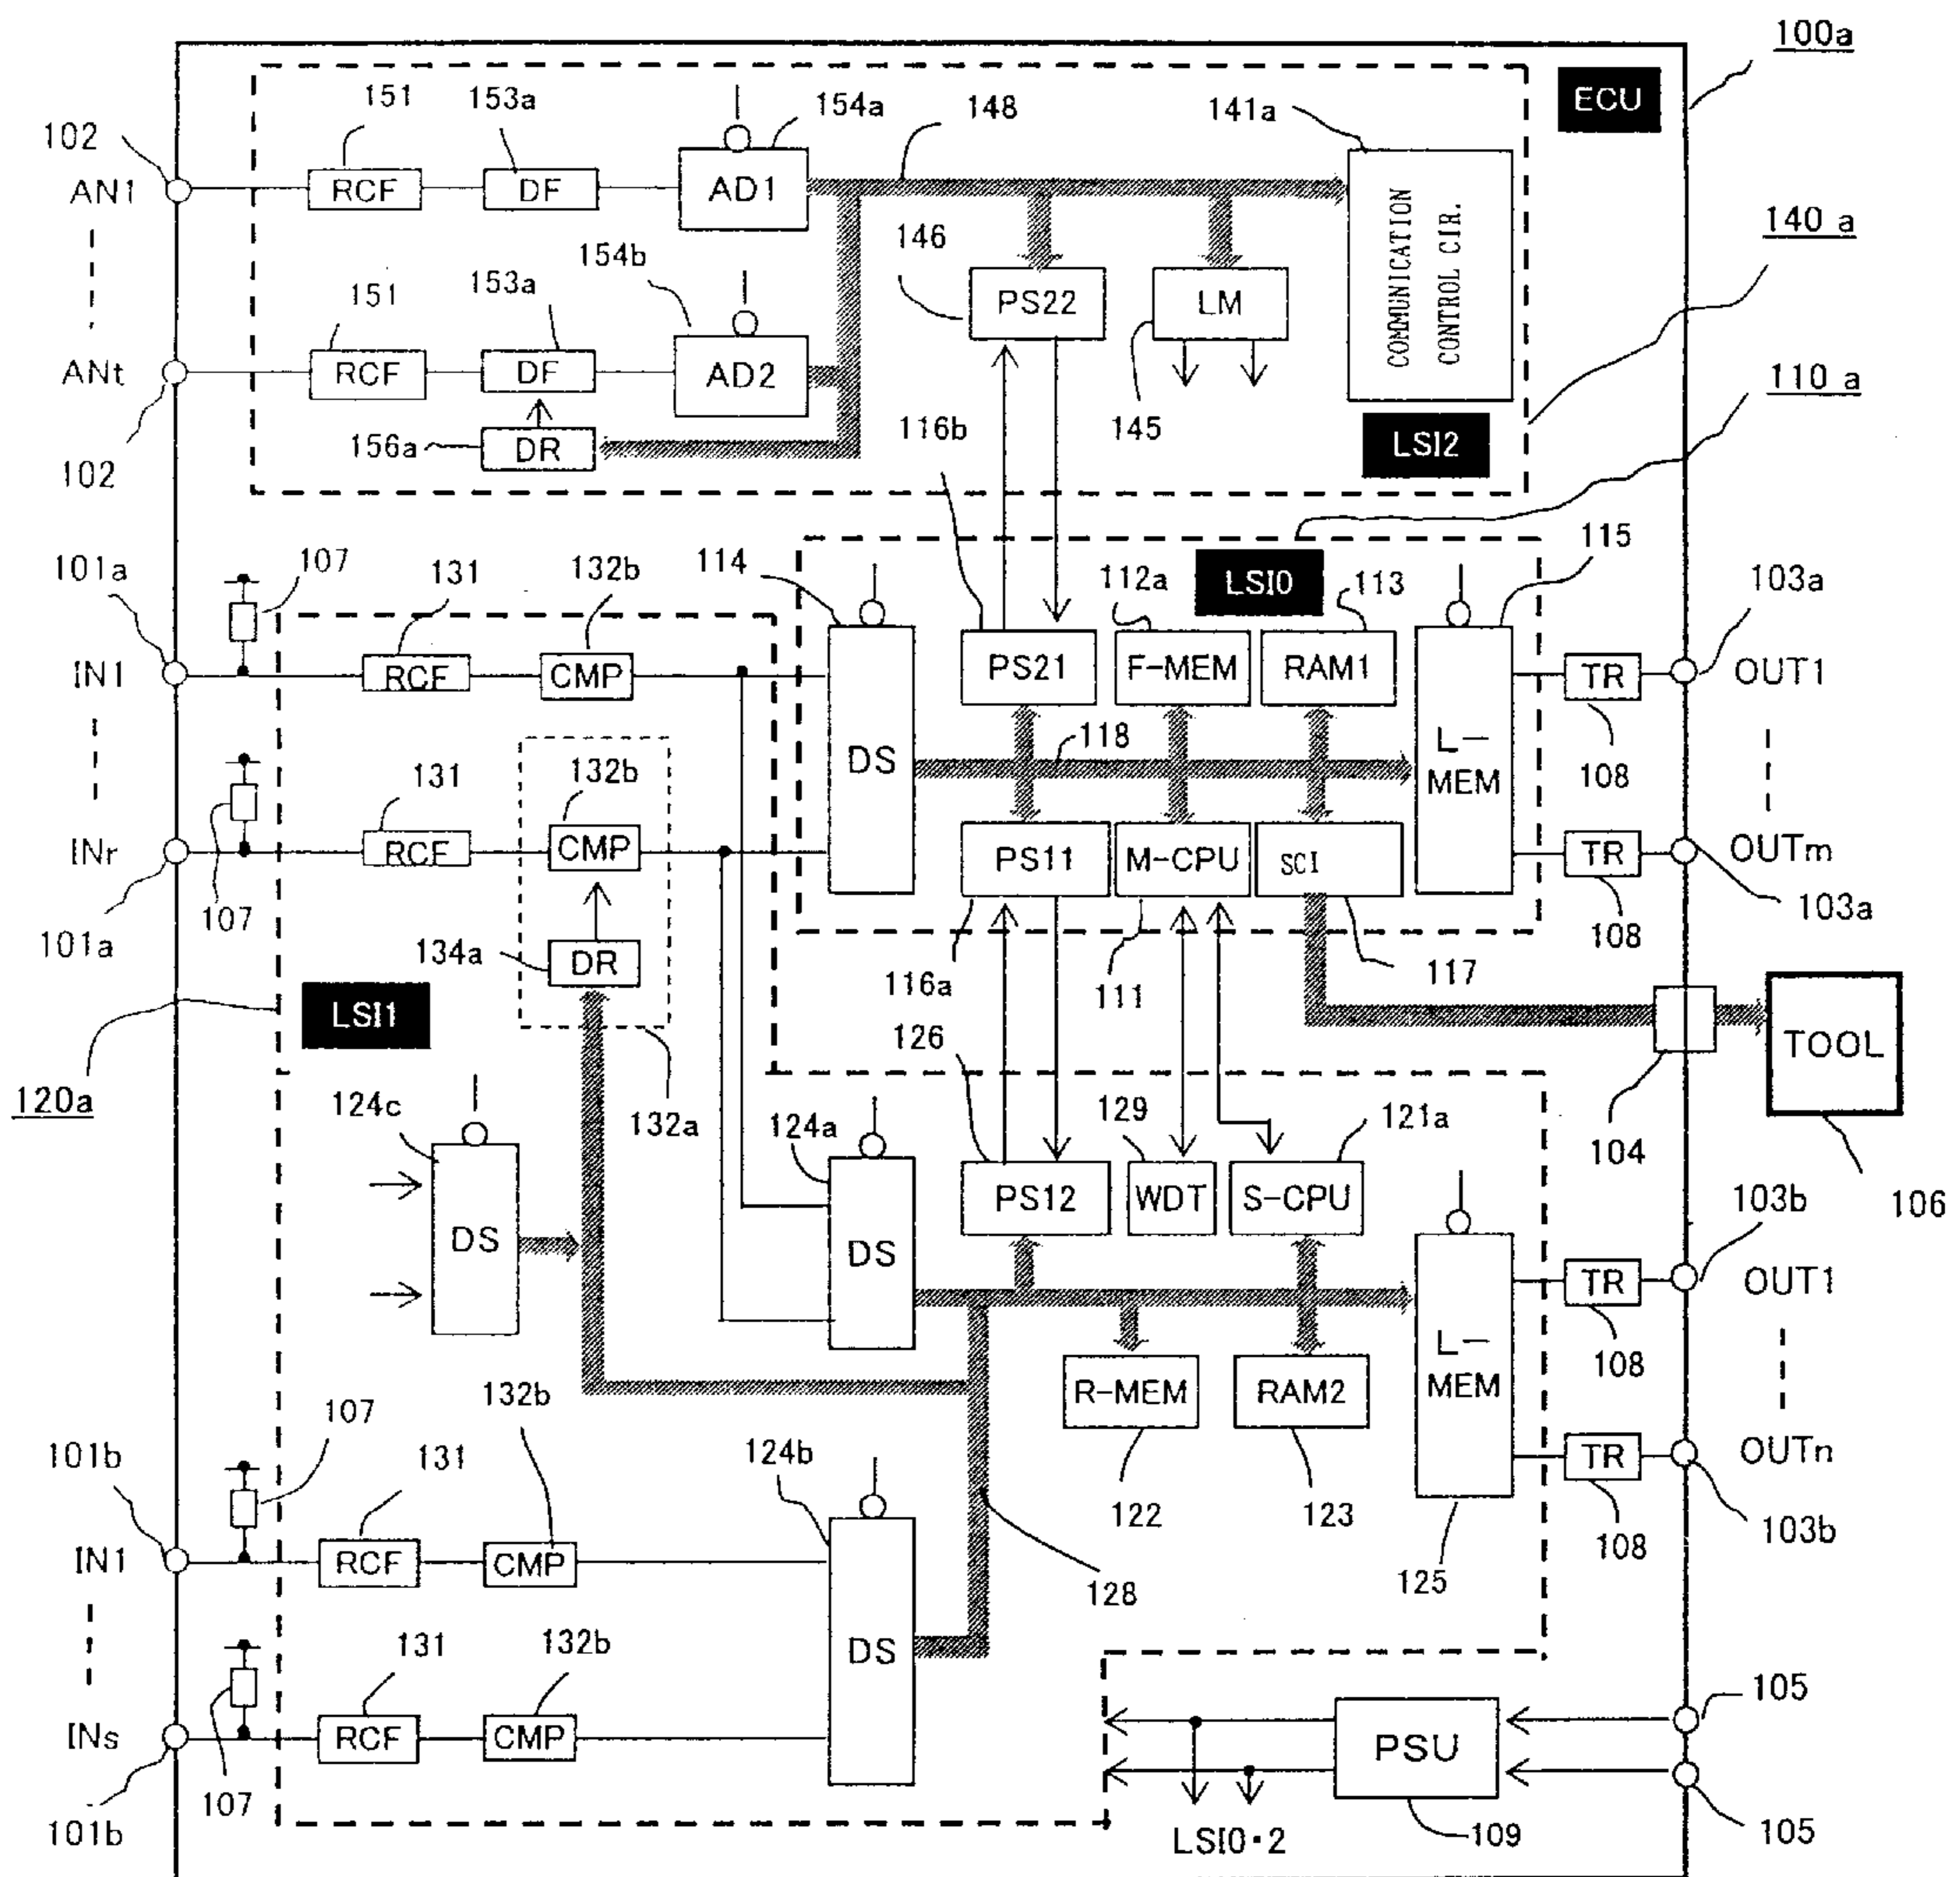 100a
ECU
151
153a
154a
148
141a
102
AN1
RCF
DF
AD1
COMMUNICATION
CONTROL CIR.
140 a
146
154b
151
153a
PS22
LM
ANt
RCF
DF
AD2
110 a
156a
DR
116b
145
LSI2
102
115
101a
107
131
132b
114
112a
LSI0
113
103a
IN1
RCF
CMP
PS21
F-MEM
RAM1
TR
OUT1
118
DS
L-
MEM
108
131
132b
INr
RCF
CMP
PS11
M-CPU
SCI
TR
OUTm
107
108
103a
101a
134a
DR
116a
111
117
LSI1
126
TOOL
120a
124c
132a
124a
129
121a
104
106
PS12
WDT
S-CPU
103b
DS
DS
TR
OUT1
L-
MEM
108
132b
R-MEM
RAM2
107
OUTn
TR
101b
131
124b
122
123
108
103b
IN1
RCF
CMP
125
128
131
132b
DS
105
INs
RCF
CMP
PSU
107
101b
LSI0·2
109
105